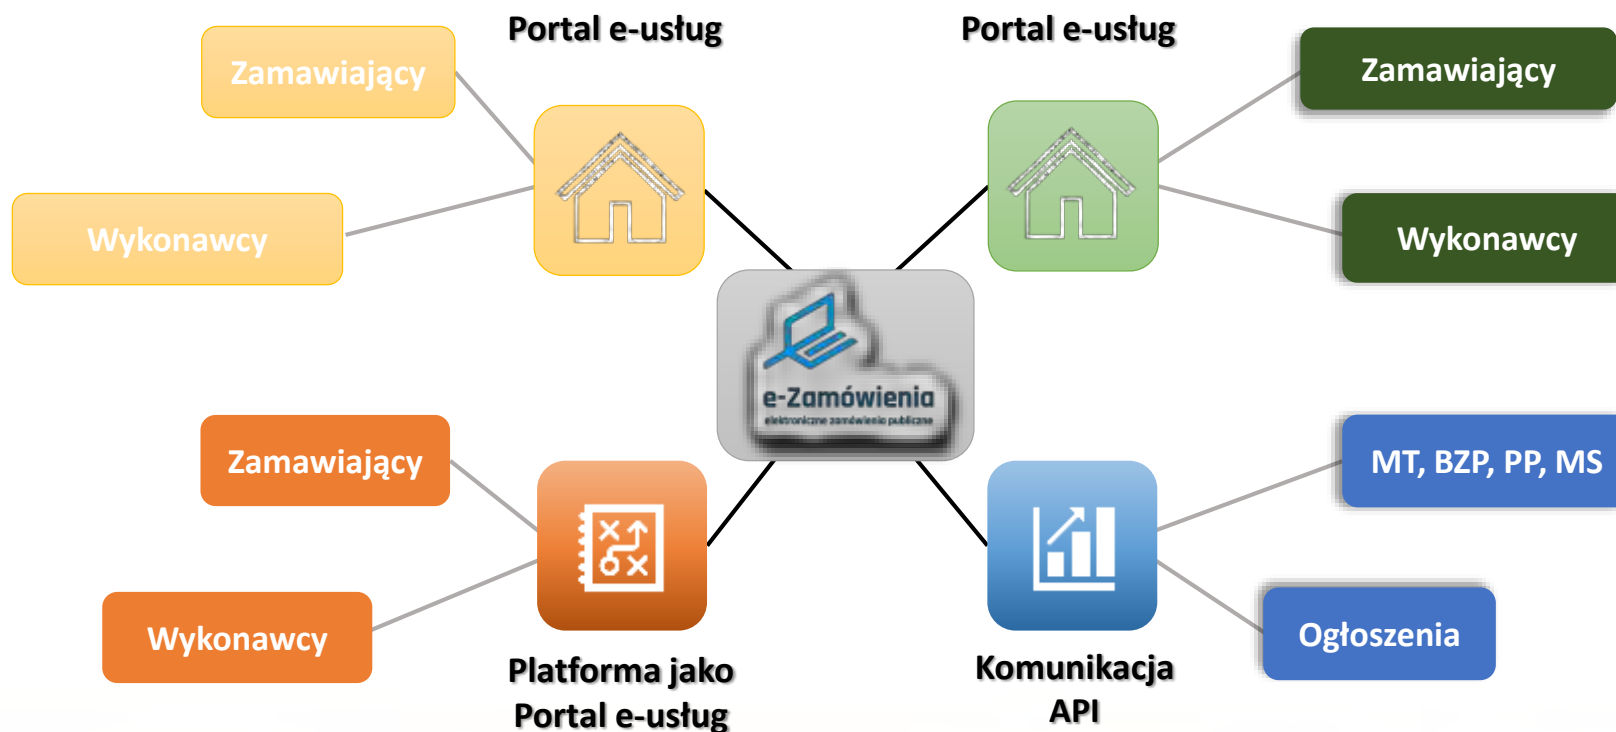 Portal e-usług
Zamawiający
Wykonawcy
Portal e-usług
Zamawiający
Wykonawcy
e-Zamówienia
elektroniczne zamówienia publiczne
Zamawiający
Wykonawcy
Platforma jako
Portal e-usług
MT, BZP, PP, MS
Ogłoszenia
Komunikacja
API